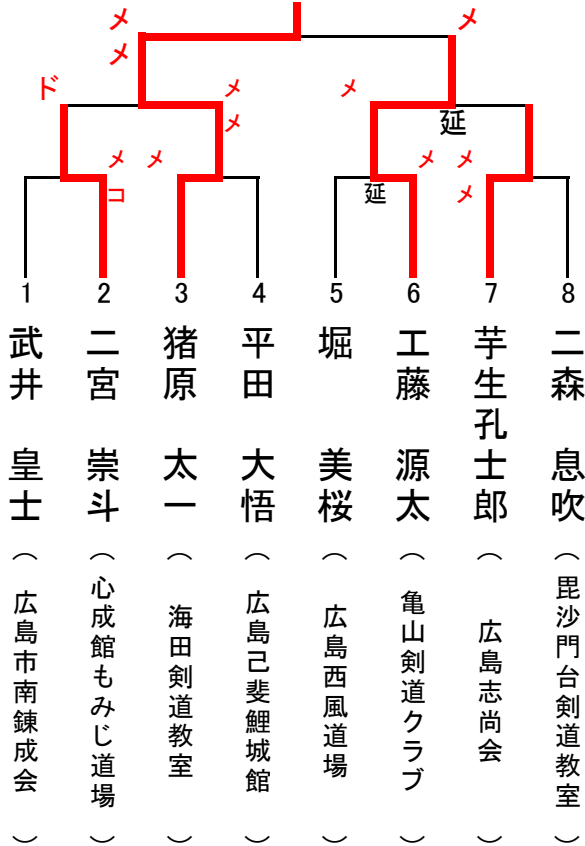 メ メ
メ
ド メ メ
メ 延
メ メ メ メ
コ 延 メ
1 2 3 4 5 6 7 8
武井 皇士 (広島市南錬成会)
二宮 崇斗 (心成館もみじ道場)
猪原 太一 (海田剣道教室)
平田 大悟 (広島己斐鯉城館)
堀 美桜 (広島西風道場)
工藤 源太 (亀山剣道クラブ)
芋生孔士郎 (広島志尚会)
二森 息吹 (毘沙門台剣道教室)